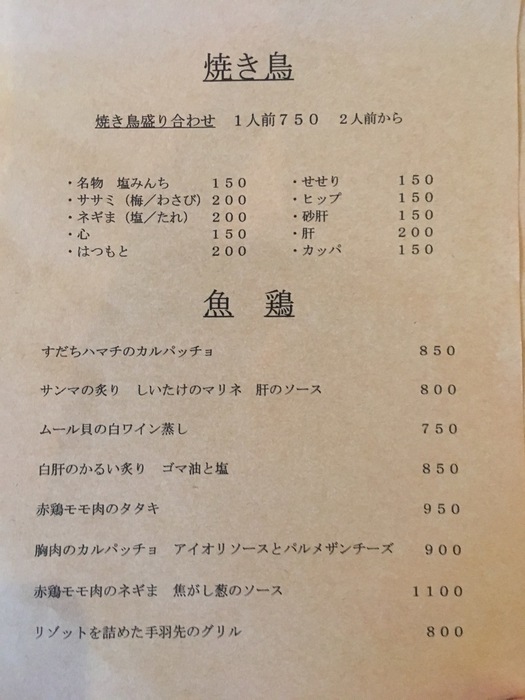 焼き鳥
焼き鳥盛り合わせ　１人前７５０　２人前から
・名物　塩みんち　１５０
・ササミ（梅／わさび）２００
・ネギま（塩／たれ）　２００
・心　１５０
・はつもと　２００
・せせり　１５０
・ヒップ　１５０
・砂肝　１５０
・肝　２００
・カッパ　１５０
魚　鶏
すだちハマチのカルパッチョ　８５０
サンマの炙り　しいたけのマリネ　肝のソース　８００
ムール貝の白ワイン蒸し　７５０
白肝のかるい炙り　ゴマ油と塩　８５０
赤鶏モモ肉のタタキ　９５０
胸肉のカルパッチョ　アイオリソースとパルメザンチーズ　９００
赤鶏モモ肉のネギま　焦がし葱のソース　１１００
リゾットを詰めた手羽先のグリル　８００